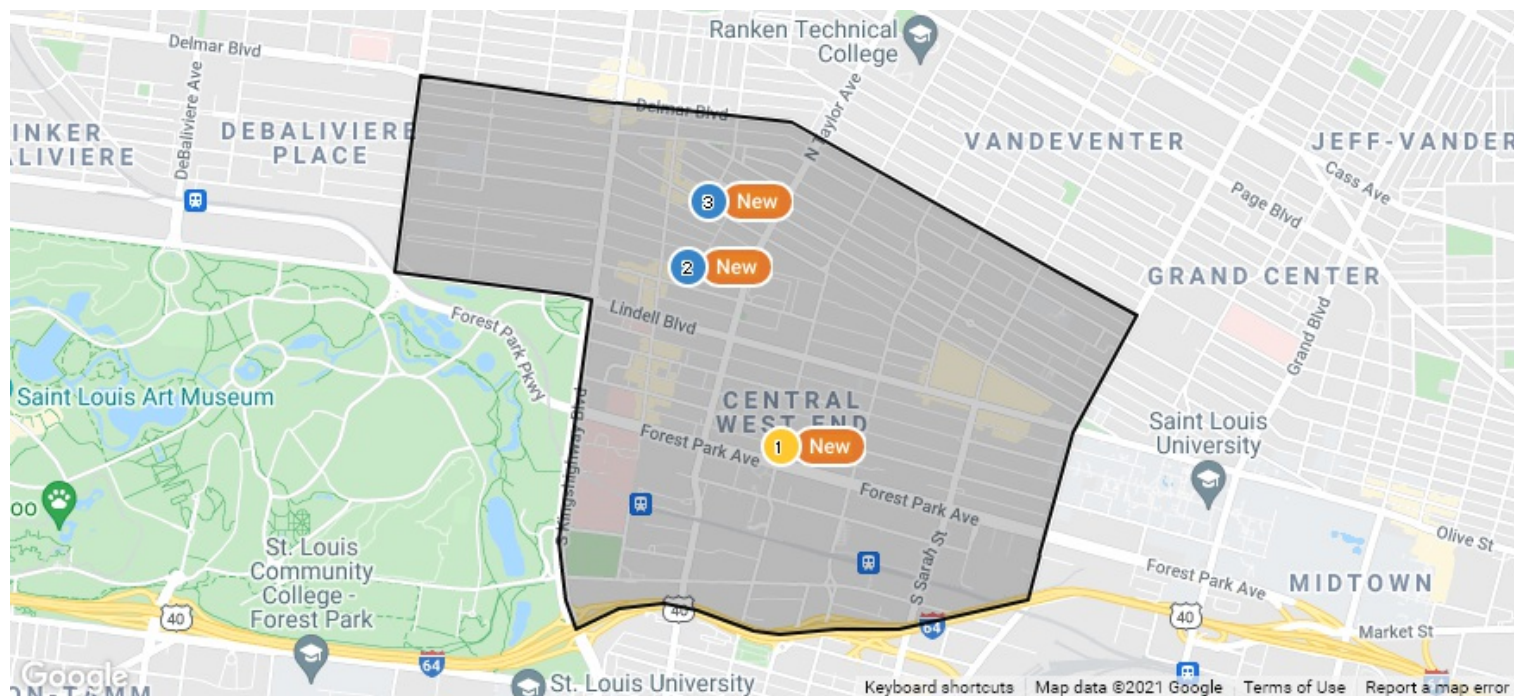 Ranken Technical
College
Delmar Blvd
DeBaliviere Ave
INKER
ALIVIERE
DEBALIVIERE
PLACE
Delmar Blvd
N Taylor Ave
VANDEVENTER
JEFF-VANDER
Cass Ave
Page Blvd
3 New
2 New
GRAND CENTER
Lindell Blvd
Forest Park Pkwy
Grand Blvd
Saint Louis Art Museum
CENTRAL
WEST END
S Kingshighway Blvd
Forest Park Ave
1 New
Saint Louis
University
Forest Park Ave
oo
S Sarah St
Olive St
St. Louis
Community
College -
Forest Park
Forest Park Ave
MIDTOWN
40
40
40
64
Market St
64
Google
St. Louis University
Keyboard shortcuts Map data ©2021 Google Terms of Use Report a map error